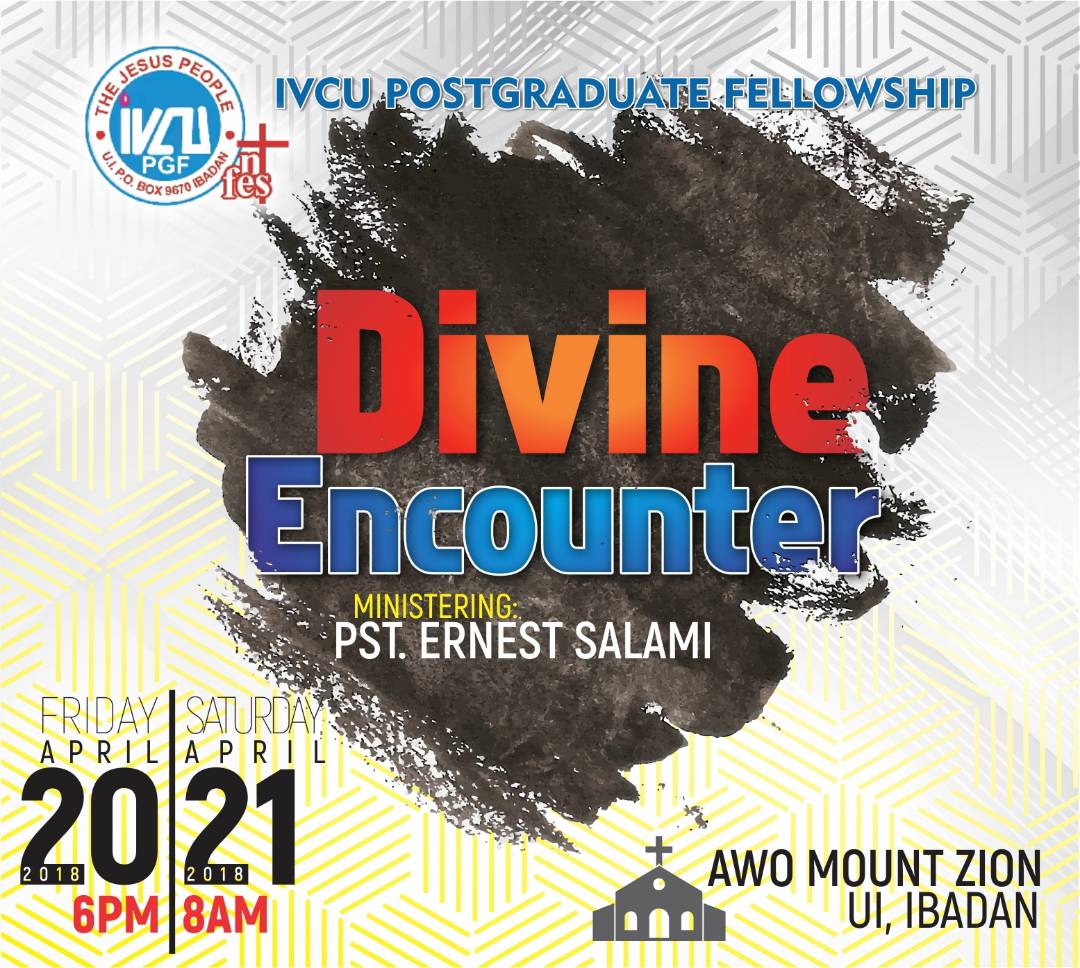 THE JESUS PEOPLE
ivcu
PGF
U.I. P.O. BOX 9670 IBADAN
n
fes
IVCU POSTGRADUATE FELLOWSHIP
Divine
Encounter
MINISTERING:
PST. ERNEST SALAMI
FRIDAY
APRIL
20
2018
6PM
SATURDAY
APRIL
21
2018
8AM
AWO MOUNT ZION
UI, IBADAN